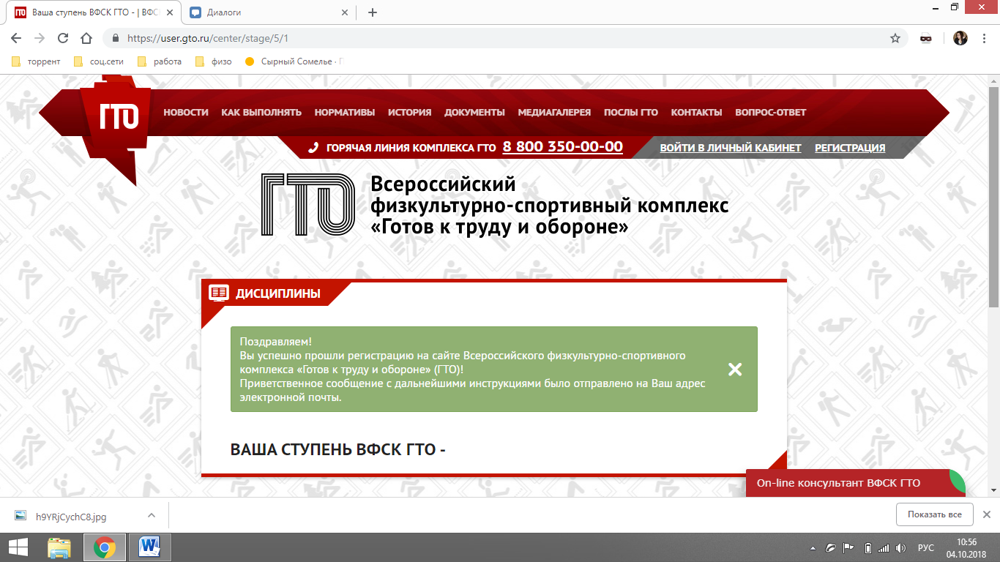 Ваша ступень ВФСК ГТО - | ВФС
Диалоги
https://user.gto.ru/center/stage/5/1
торрент
соц.сети
работа
физо
Сырный Сомелье · Г
ГТО
НОВОСТИ КАК ВЫПОЛНЯТЬ НОРМАТИВЫ ИСТОРИЯ ДОКУМЕНТЫ МЕДИАГАЛЕРЕЯ ПОСЛЫ ГТО КОНТАКТЫ ВОПРОС-ОТВЕТ
ГОРЯЧАЯ ЛИНИЯ КОМПЛЕКСА ГТО 8 800 350-00-00
ВОЙТИ В ЛИЧНЫЙ КАБИНЕТ РЕГИСТРАЦИЯ
ГТО
Всероссийский
физкультурно-спортивный комплекс
«Готов к труду и обороне»
ДИСЦИПЛИНЫ
Поздравляем!
Вы успешно прошли регистрацию на сайте Всероссийского физкультурно-спортивного
комплекса «Готов к труду и обороне» (ГТО)!
Приветственное сообщение с дальнейшими инструкциями было отправлено на Ваш адрес
электронной почты.
ВАША СТУПЕНЬ ВФСК ГТО -
On-line консультант ВФСК ГТО
h9YRjCychC8.jpg
Показать все
РУС
10:56
04.10.2018